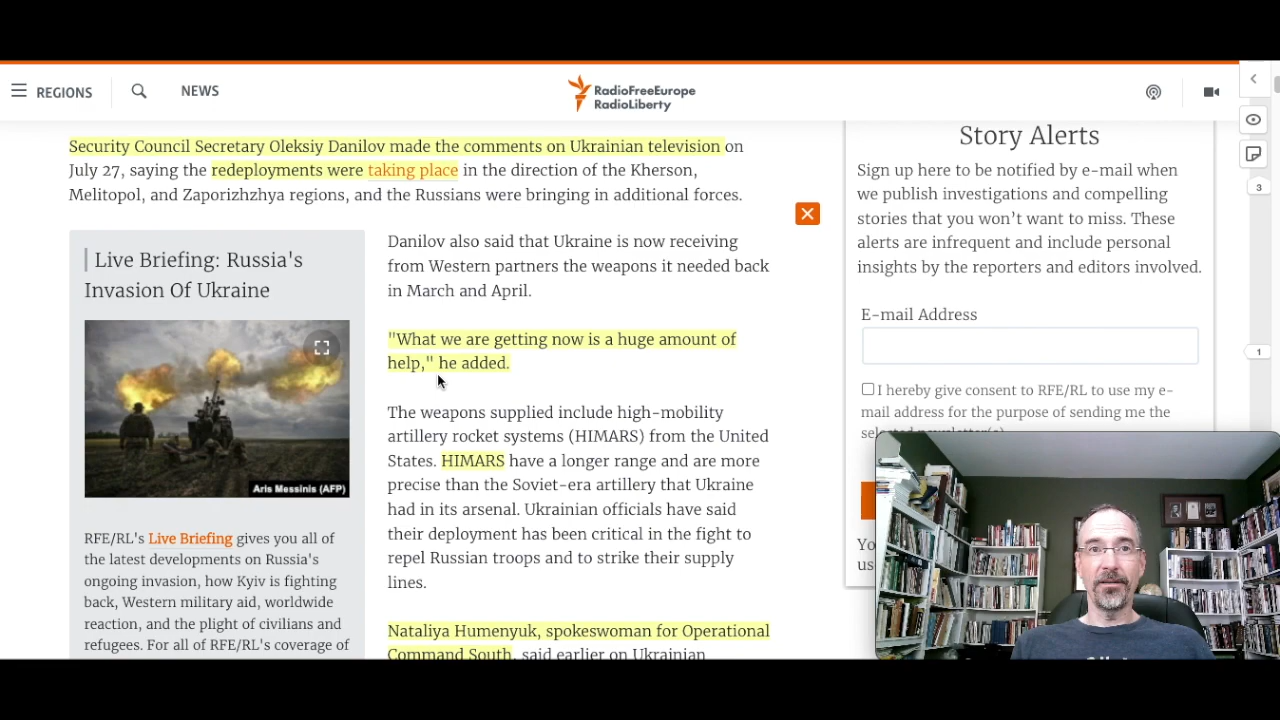 REGIONS
NEWS
RadioFreeEurope
RadioLiberty
Security Council Secretary Oleksiy Danilov made the comments on Ukrainian television on
July 27, saying the redeployments were taking place in the direction of the Kherson,
Melitopol, and Zaporizhzhya regions, and the Russians were bringing in additional forces.
Live Briefing: Russia's
Invasion Of Ukraine
Aris Messinis (AFP)
RFE/RL's Live Briefing gives you all of
the latest developments on Russia's
ongoing invasion, how Kyiv is fighting
back, Western military aid, worldwide
reaction, and the plight of civilians and
refugees. For all of RFE/RL's coverage of
Danilov also said that Ukraine is now receiving
from Western partners the weapons it needed back
in March and April.
"What we are getting now is a huge amount of
help," he added.
The weapons supplied include high-mobility
artillery rocket systems (HIMARS) from the United
States. HIMARS have a longer range and are more
precise than the Soviet-era artillery that Ukraine
had in its arsenal. Ukrainian officials have said
their deployment has been critical in the fight to
repel Russian troops and to strike their supply
lines.
Nataliya Humenyuk, spokeswoman for Operational
Command South, said earlier on Ukrainian
Story Alerts
Sign up here to be notified by e-mail when
we publish investigations and compelling
stories that you won't want to miss. These
alerts are infrequent and include personal
insights by the reporters and editors involved.
E-mail Address
I hereby give consent to RFE/RL to use my e-
mail address for the purpose of sending me the
3
1